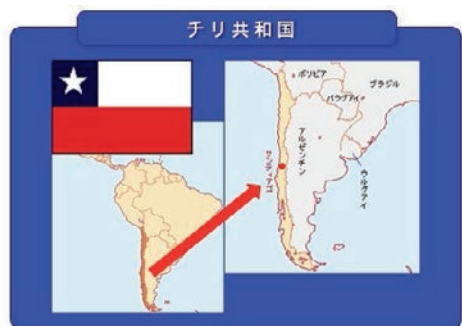 チリ共和国
ボリビア
ブラジル
パラグアイ
アルゼンチン
サンティアゴ
ウルグアイ